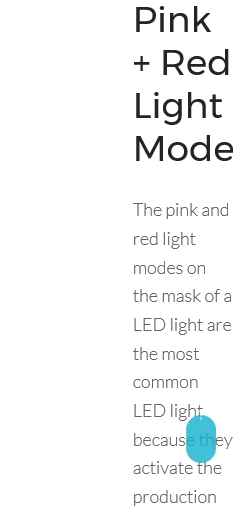 Pink
+ Red
Light
Mode
The pink and
red light
modes on
the mask of a
LED light are
the most
common
LED light
because they
activate the
production